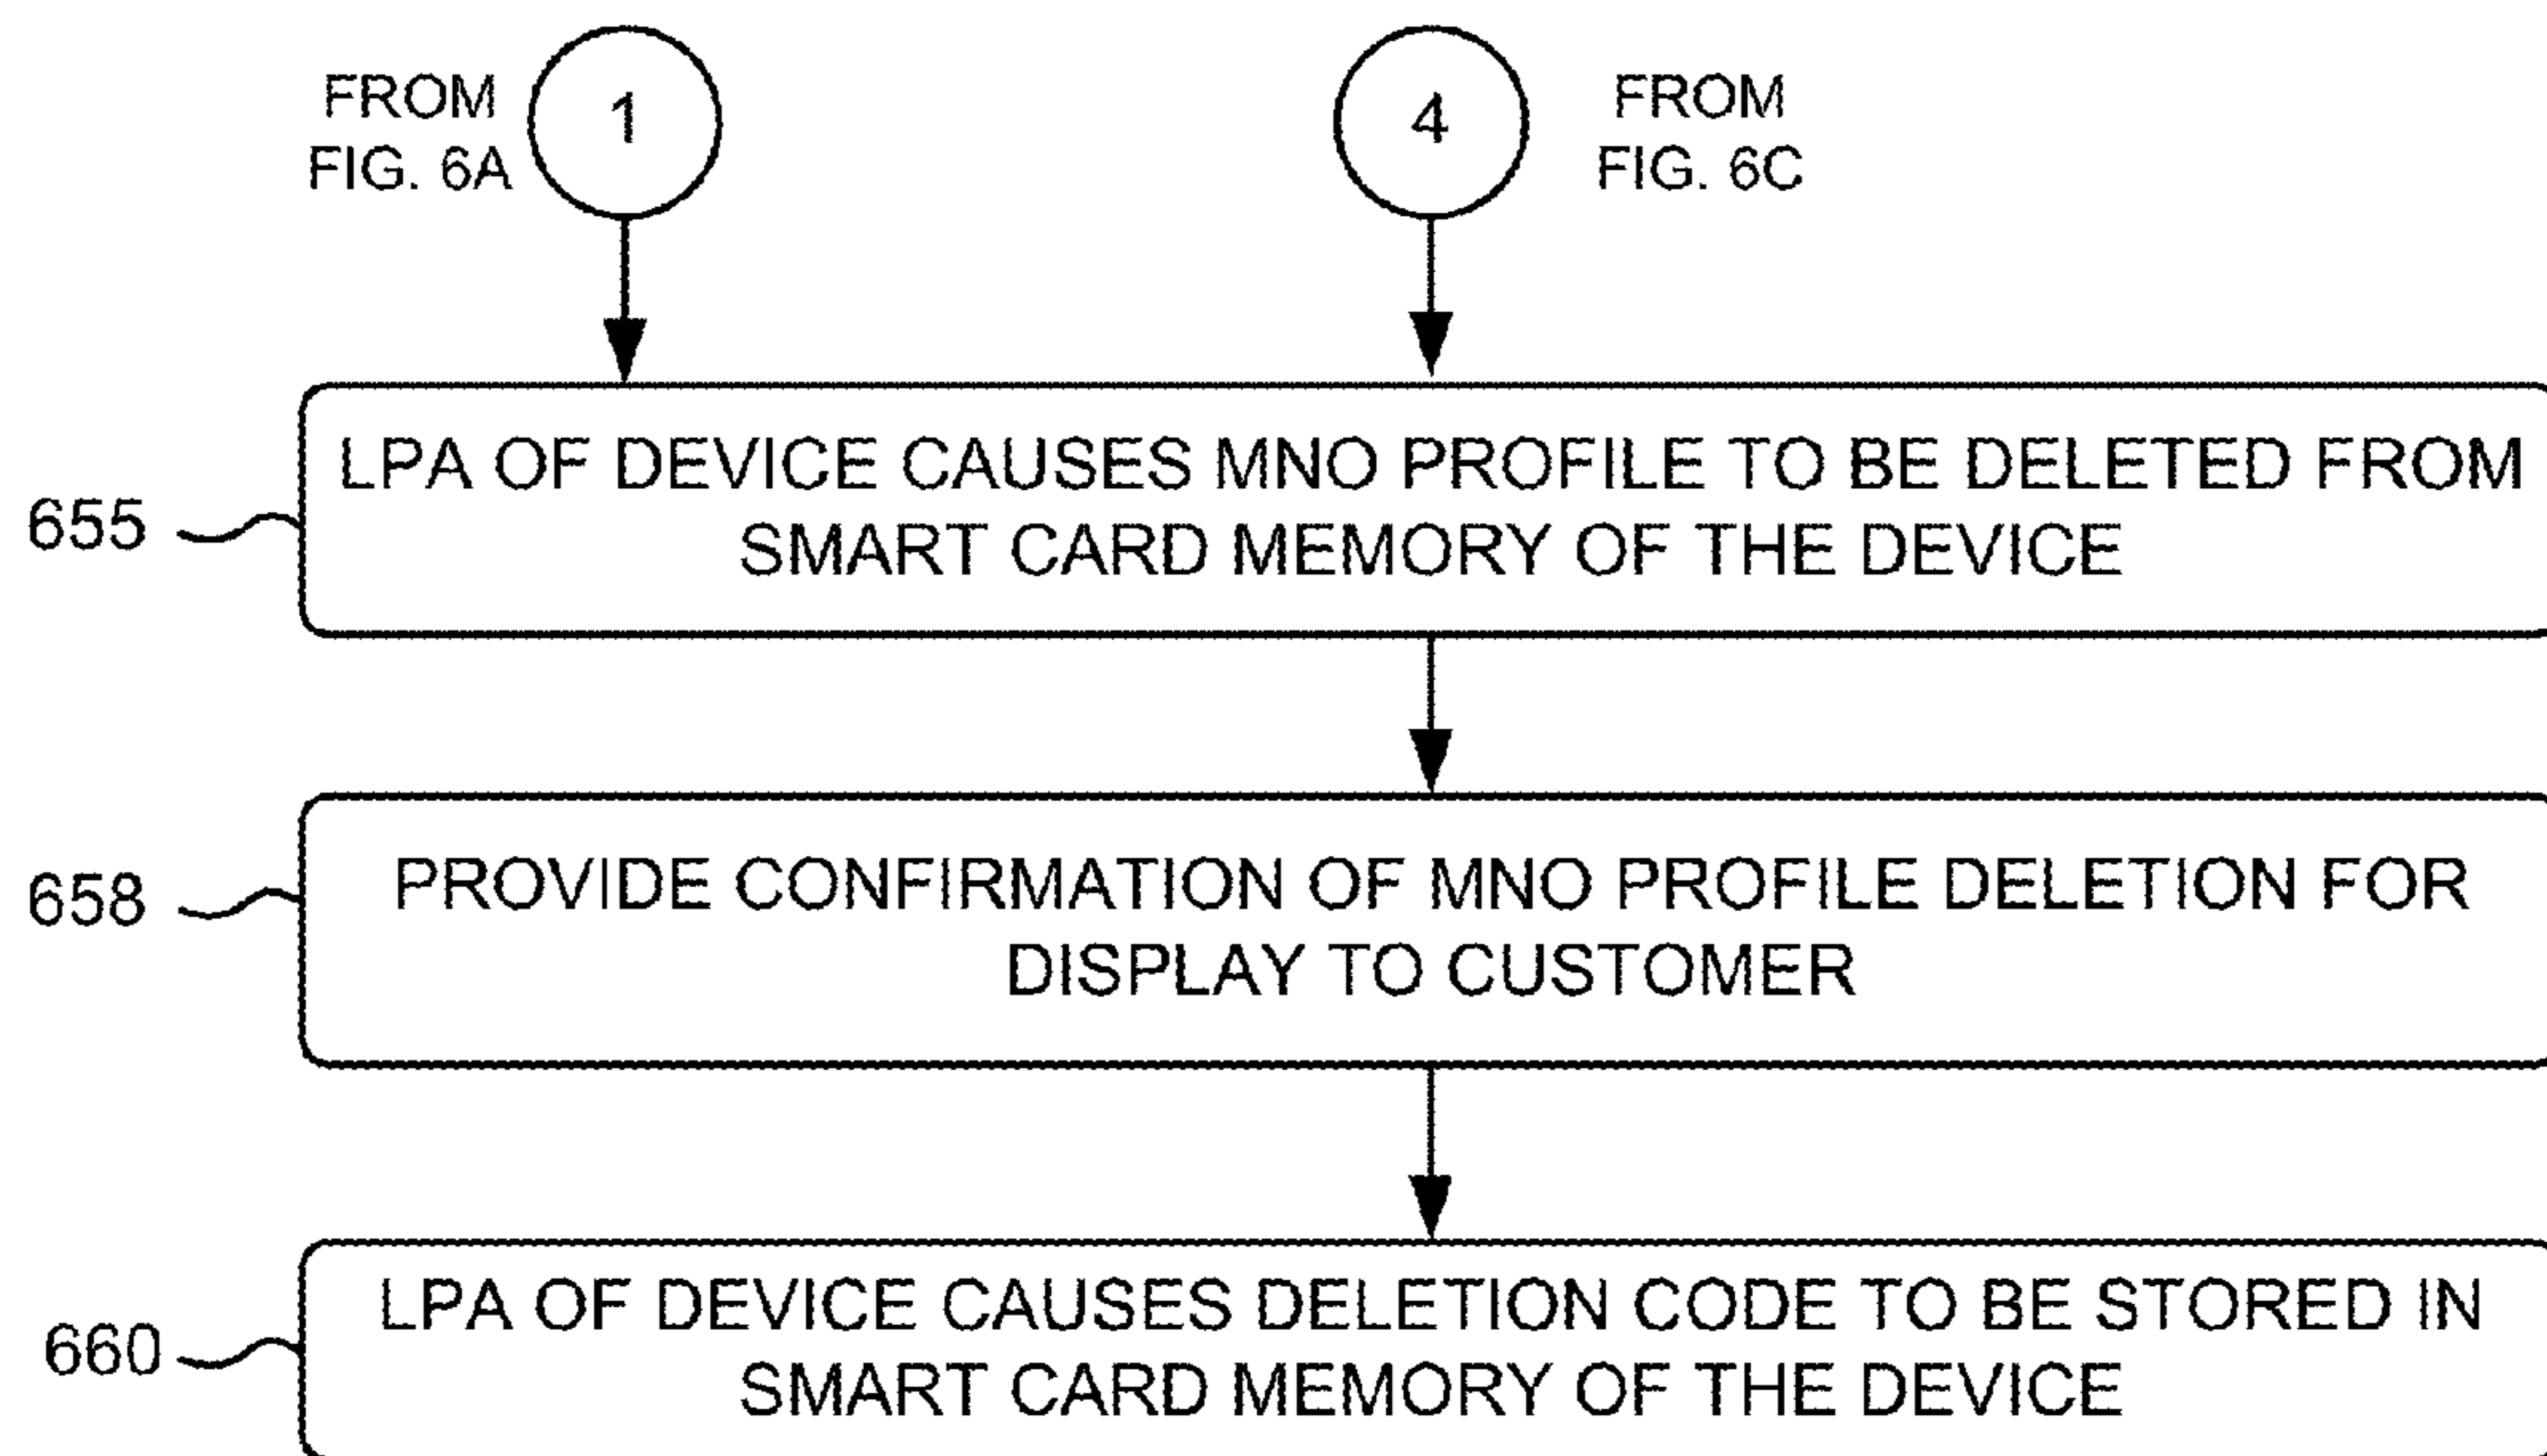 FROM
FIG. 6A
1
4
FROM
FIG. 6C
655
LPA OF DEVICE CAUSES MNO PROFILE TO BE DELETED FROM
SMART CARD MEMORY OF THE DEVICE
658
PROVIDE CONFIRMATION OF MNO PROFILE DELETION FOR
DISPLAY TO CUSTOMER
660
LPA OF DEVICE CAUSES DELETION CODE TO BE STORED IN
SMART CARD MEMORY OF THE DEVICE